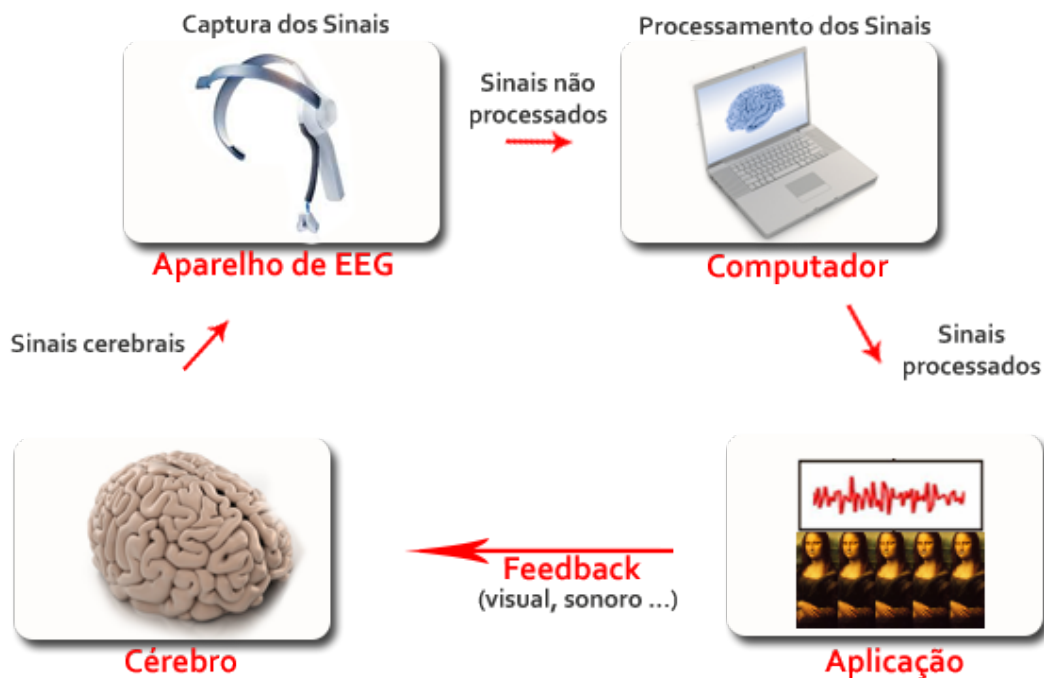 Captura dos Sinais
Processamento dos Sinais
Sinais não
processados
Aparelho de EEG
Computador
Sinais cerebrais
Sinais
processados
Feedback
(visual, sonoro ...)
Cérebro
Aplicação